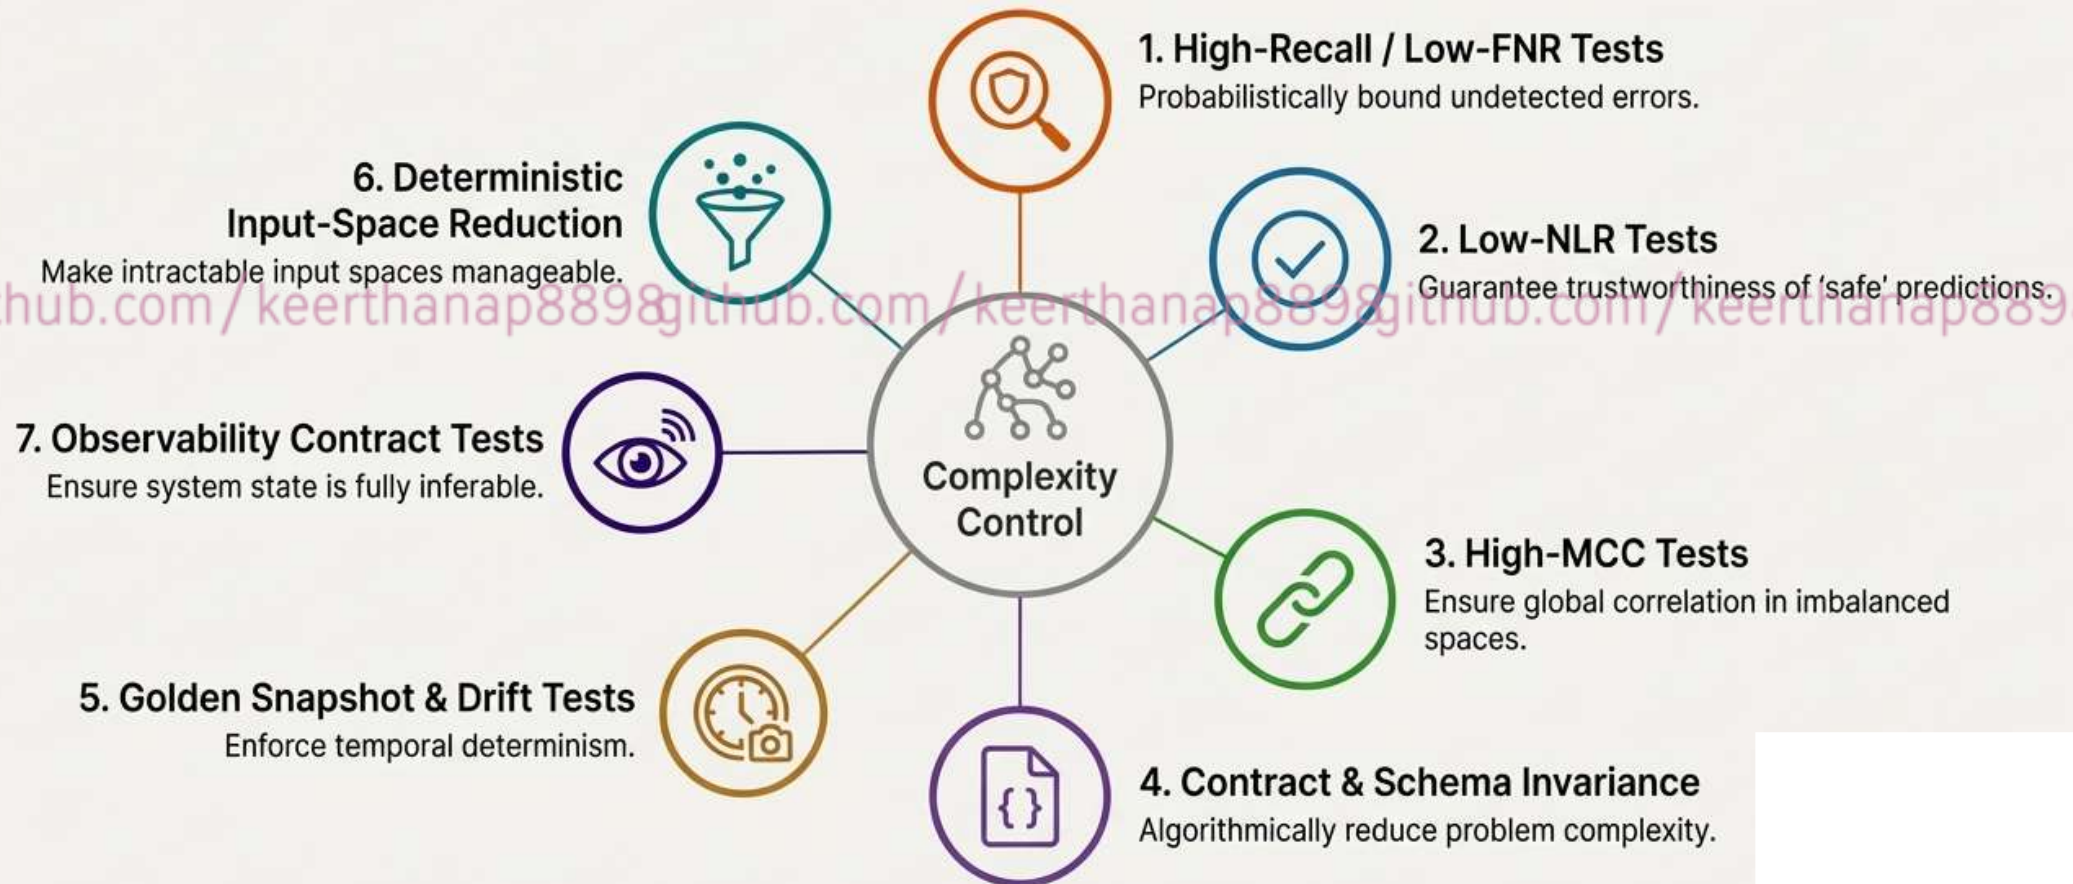 1. High-Recall / Low-FNR Tests
Probabilistically bound undetected errors.
2. Low-NLR Tests
Guarantee trustworthiness of ‘safe’ predictions.
3. High-MCC Tests
Ensure global correlation in imbalanced
spaces.
4. Contract & Schema Invariance
Algorithmically reduce problem complexity.
5. Golden Snapshot & Drift Tests
Enforce temporal determinism.
6. Deterministic
Input-Space Reduction
Make intractable input spaces manageable.
7. Observability Contract Tests
Ensure system state is fully inferable.
Complexity
Control
{ }
thub.com/keerthanap8898github.com/keerthanap8898github.com/keerthanap889